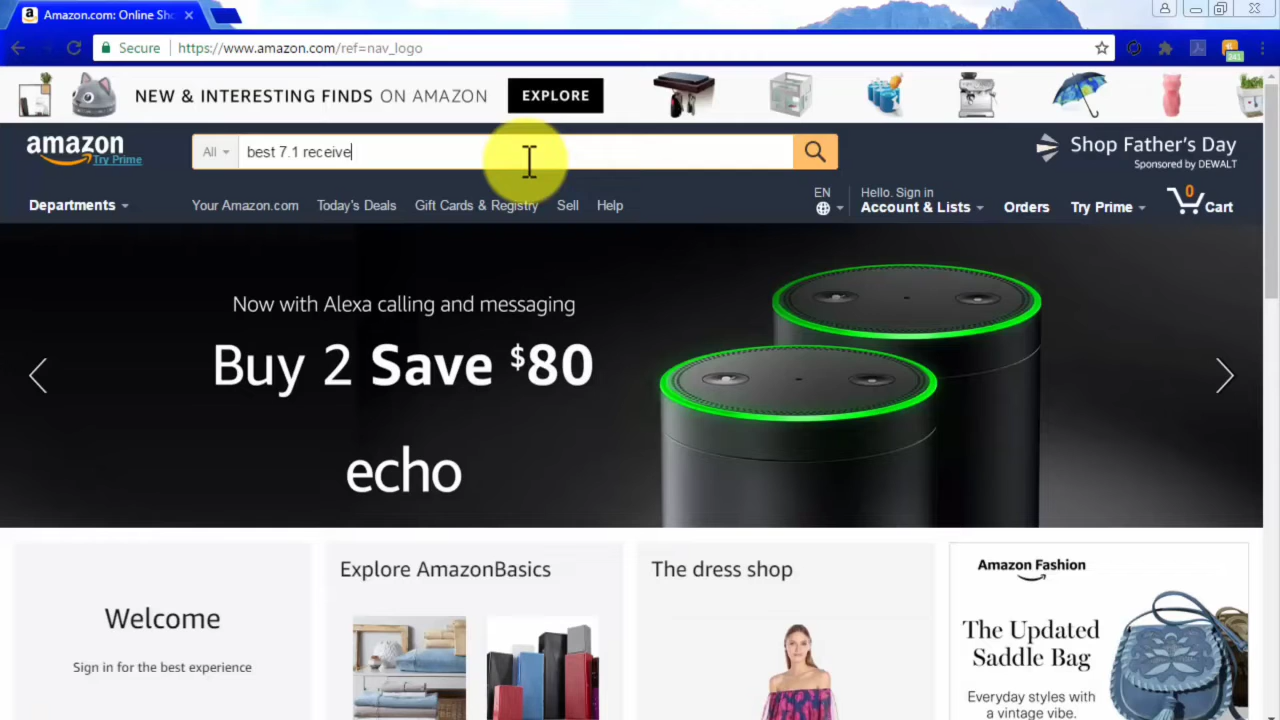 Amazon.com: Online Sho
Secure
https://www.amazon.com/ref=nav_logo
NEW & INTERESTING FINDS ON AMAZON
EXPLORE
amazon
Try Prime
All
best 7.1 receive
Shop Father's Day
Sponsored by DEWALT
Departments
Your Amazon.com
Today's Deals
Gift Cards & Registry
Sell
Help
EN
Hello. Sign in
Account & Lists
Orders
Try Prime
0
Cart
Now with Alexa calling and messaging
Buy 2 Save $80
echo
Welcome
Sign in for the best experience
Explore AmazonBasics
The dress shop
Amazon Fashion
The Updated
Saddle Bag
Everyday styles with
a vintage vibe.